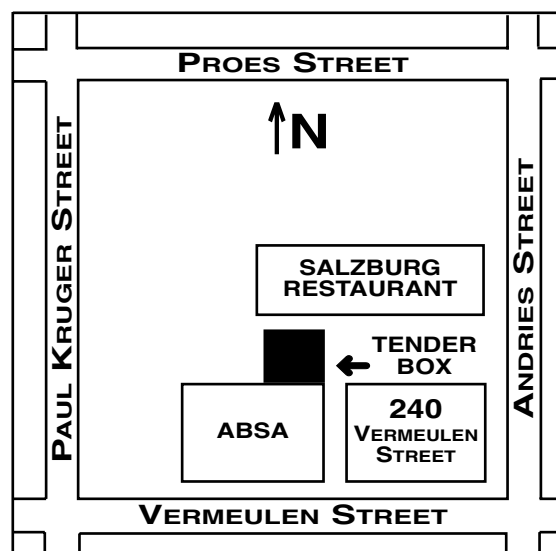 PROES STREET
N
PAUL KRUGER STREET
ANDRIES STREET
SALZBURG
RESTAURANT
TENDER
BOX
ABSA
240
VERMEULEN
STREET
VERMEULEN STREET